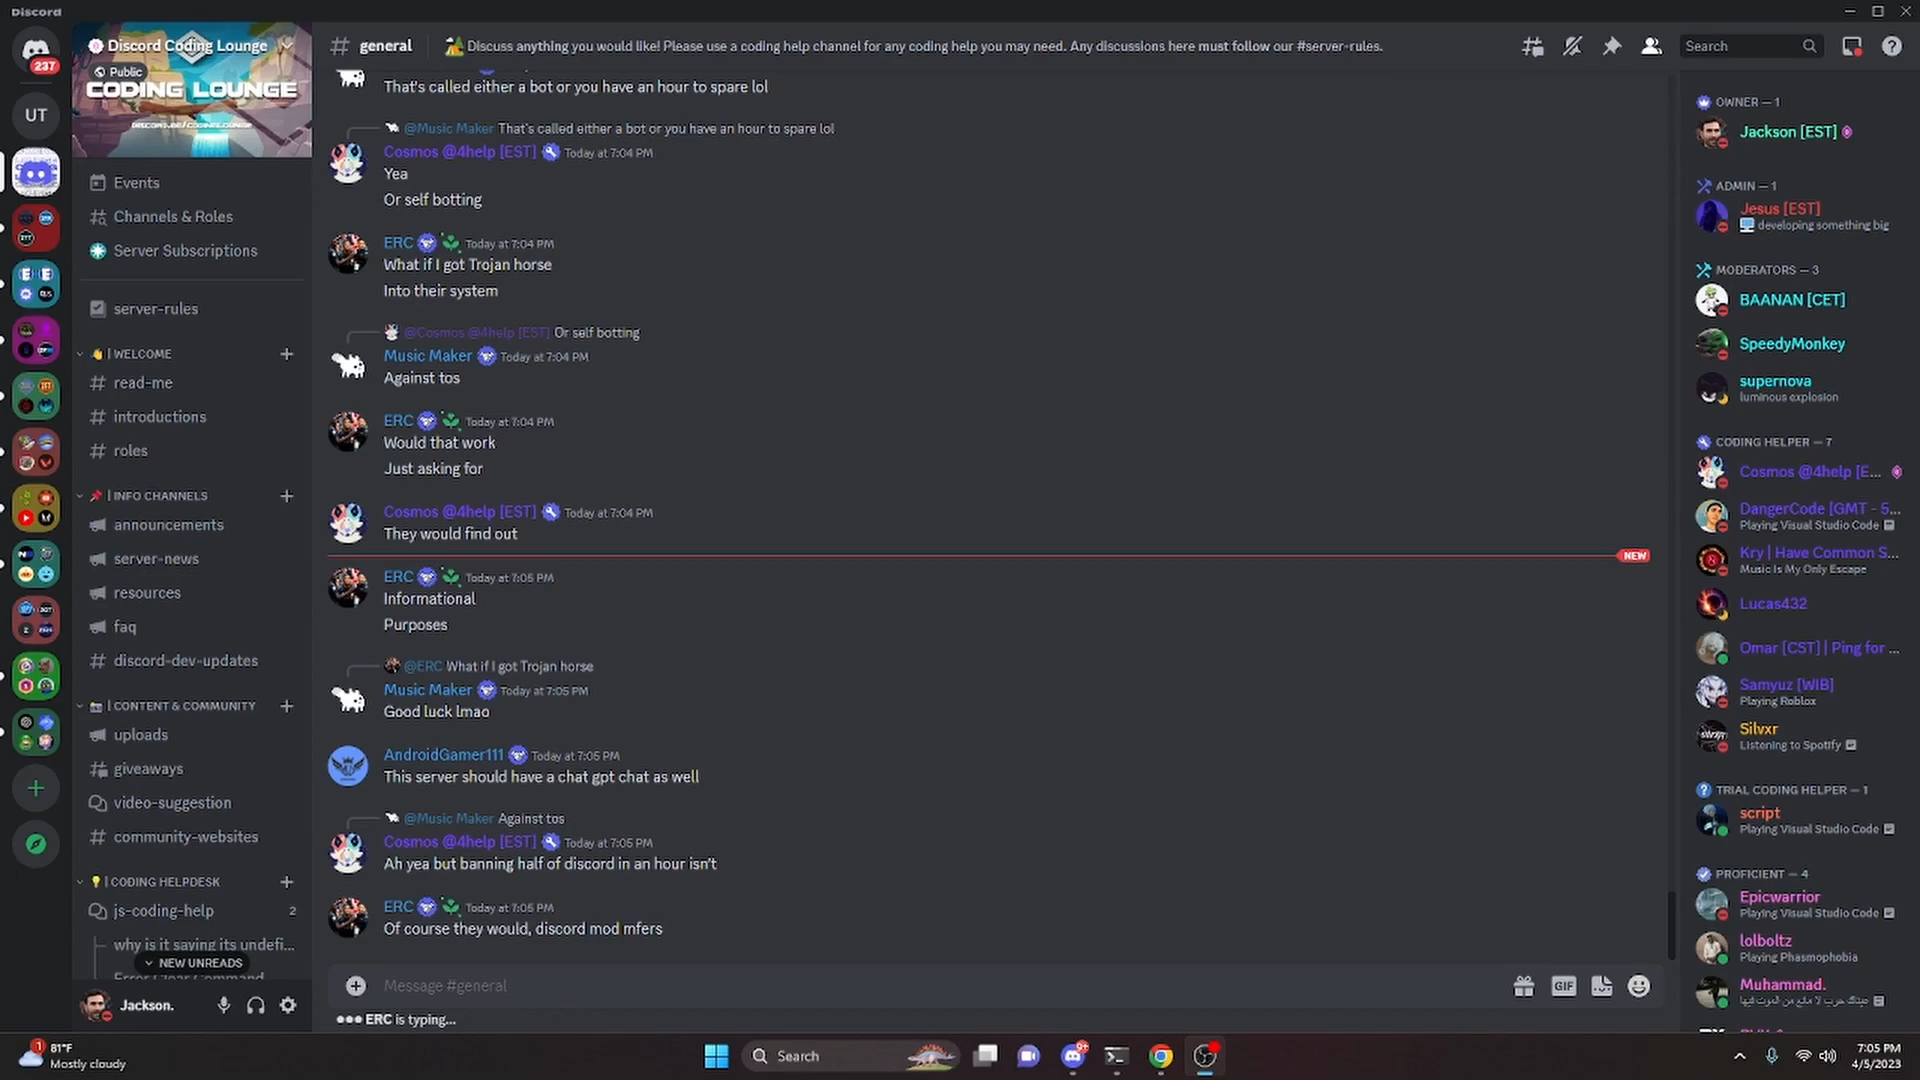 Discord
237
UT
Discord Coding Lounge
Public
CODING LOUNGE
DISCORD.GG/CODINGLOUNGE
Events
Channels & Roles
Server Subscriptions
server-rules
WELCOME
read-me
introductions
roles
INFO CHANNELS
announcements
server-news
resources
faq
discord-dev-updates
CONTENT & COMMUNITY
uploads
giveaways
video-suggestion
community-websites
CODING HELPDESK
js-coding-help 2
why is it saying its undefi...
NEW UNREADS
Jackson.
general
Discuss anything you would like! Please use a coding help channel for any coding help you may need. Any discussions here must follow our #server-rules.
Search
That's called either a bot or you have an hour to spare lol
@Music Maker That's called either a bot or you have an hour to spare lol
Cosmos @4help [EST] Today at 7:04 PM
Yea
Or self botting
ERC Today at 7:04 PM
What if I got Trojan horse
Into their system
@Cosmos @4help [EST] Or self botting
Music Maker Today at 7:04 PM
Against tos
ERC Today at 7:04 PM
Would that work
Just asking for
Cosmos @4help [EST] Today at 7:04 PM
They would find out
NEW
ERC Today at 7:05 PM
Informational
Purposes
@ERC What if I got Trojan horse
Music Maker Today at 7:05 PM
Good luck lmao
AndroidGamer111 Today at 7:05 PM
This server should have a chat gpt chat as well
@Music Maker Against tos
Cosmos @4help [EST] Today at 7:05 PM
Ah yea but banning half of discord in an hour isn't
ERC Today at 7:05 PM
Of course they would, discord mod mfers
Message #general
GIF
ERC is typing...
OWNER — 1
Jackson [EST]
ADMIN — 1
Jesus [EST]
developing something big
MODERATORS — 3
BAANAN [CET]
SpeedyMonkey
supernova
luminous explosion
CODING HELPER — 7
Cosmos @4help [E...
DangerCode [GMT - 5...
Playing Visual Studio Code
Kry | Have Common S...
Music Is My Only Escape
Lucas432
Omar [CST] | Ping for ...
Samyuz [WIB]
Playing Roblox
Silvxr
Listening to Spotify
TRIAL CODING HELPER — 1
script
Playing Visual Studio Code
PROFICIENT — 4
Epicwarrior
Playing Visual Studio Code
lolboltz
Playing Phasmophobia
Muhammad.
1
81°F
Mostly cloudy
Search
9+
7:05 PM
4/5/2023